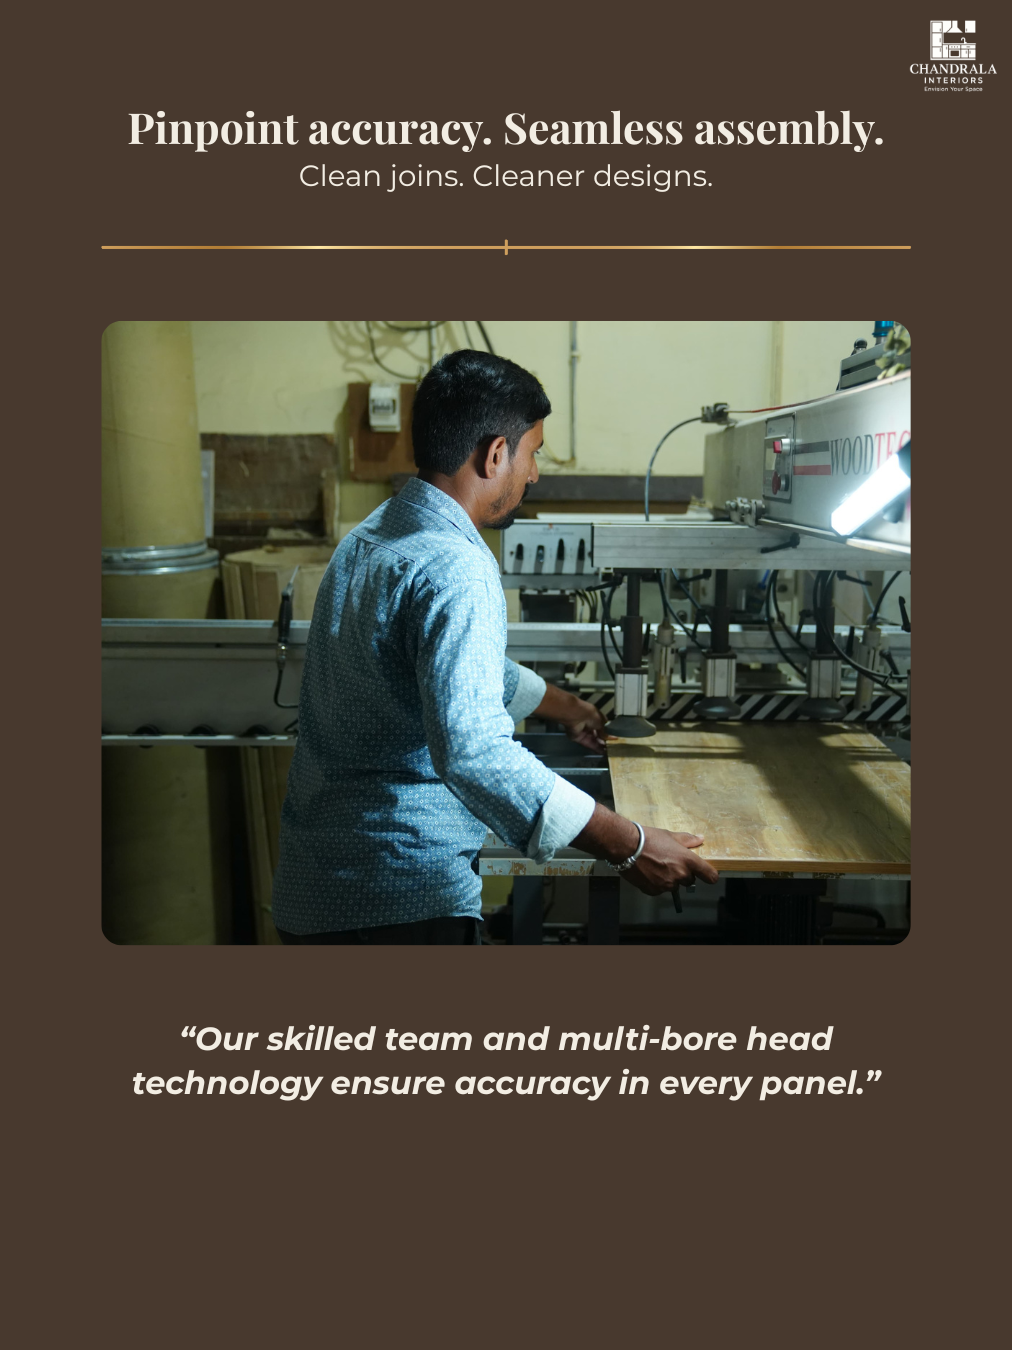 CHANDRALA
INTERIORS
Envision Your Space
Pinpoint accuracy. Seamless assembly.
Clean joins. Cleaner designs.
WOODTEC
“Our skilled team and multi-bore head
technology ensure accuracy in every panel.”